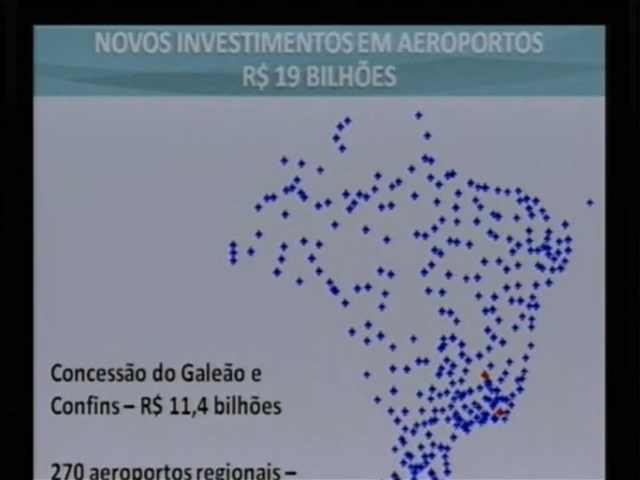 NOVOS INVESTIMENTOS EM AEROPORTOS
R$ 19 BILHÕES
Concessão do Galeão e
Confins – R$ 11,4 bilhões
270 aeroportos regionais –